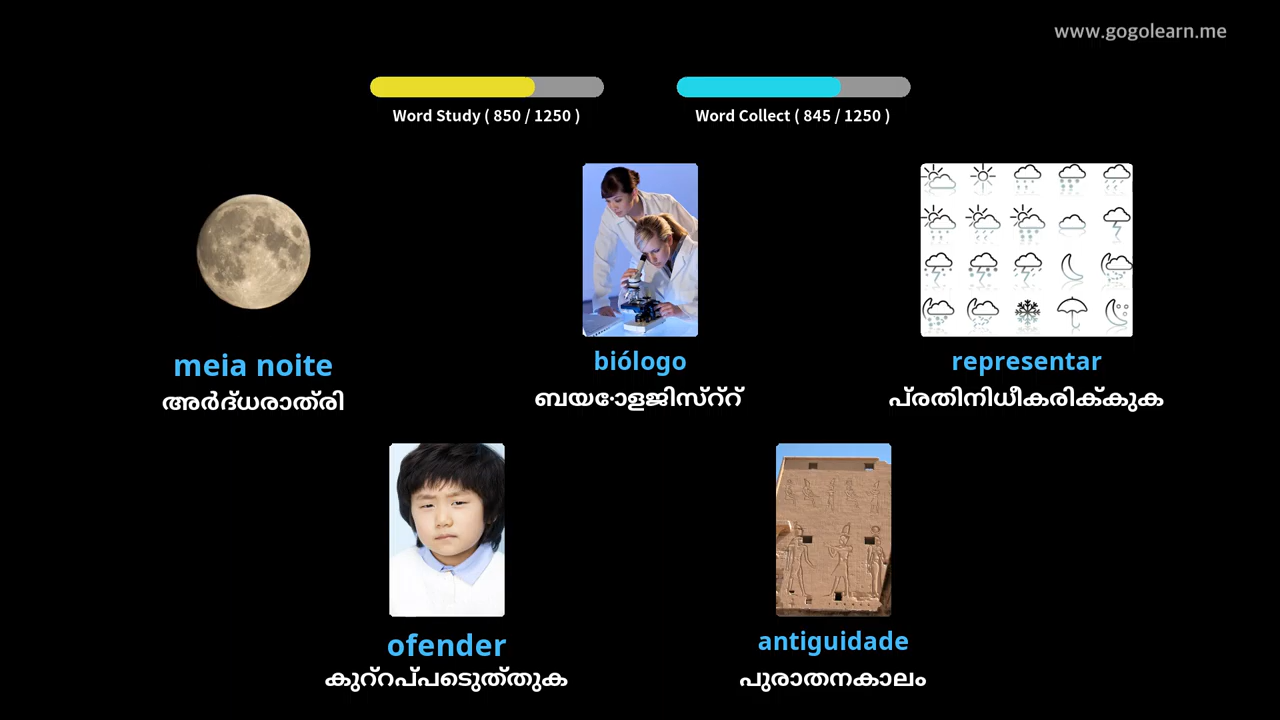 www.gogolearn.me
Word Study ( 850 / 1250 )
Word Collect ( 845 / 1250 )
meia noite
അർദ്ധരാത്രി
biólogo
ബയോളജിസ്റ്റ്
representar
പ്രതിനിധീകരിക്കുക
ofender
കുറ്റപ്പടെുത്തുക
antiguidade
പുരാതനകാലം